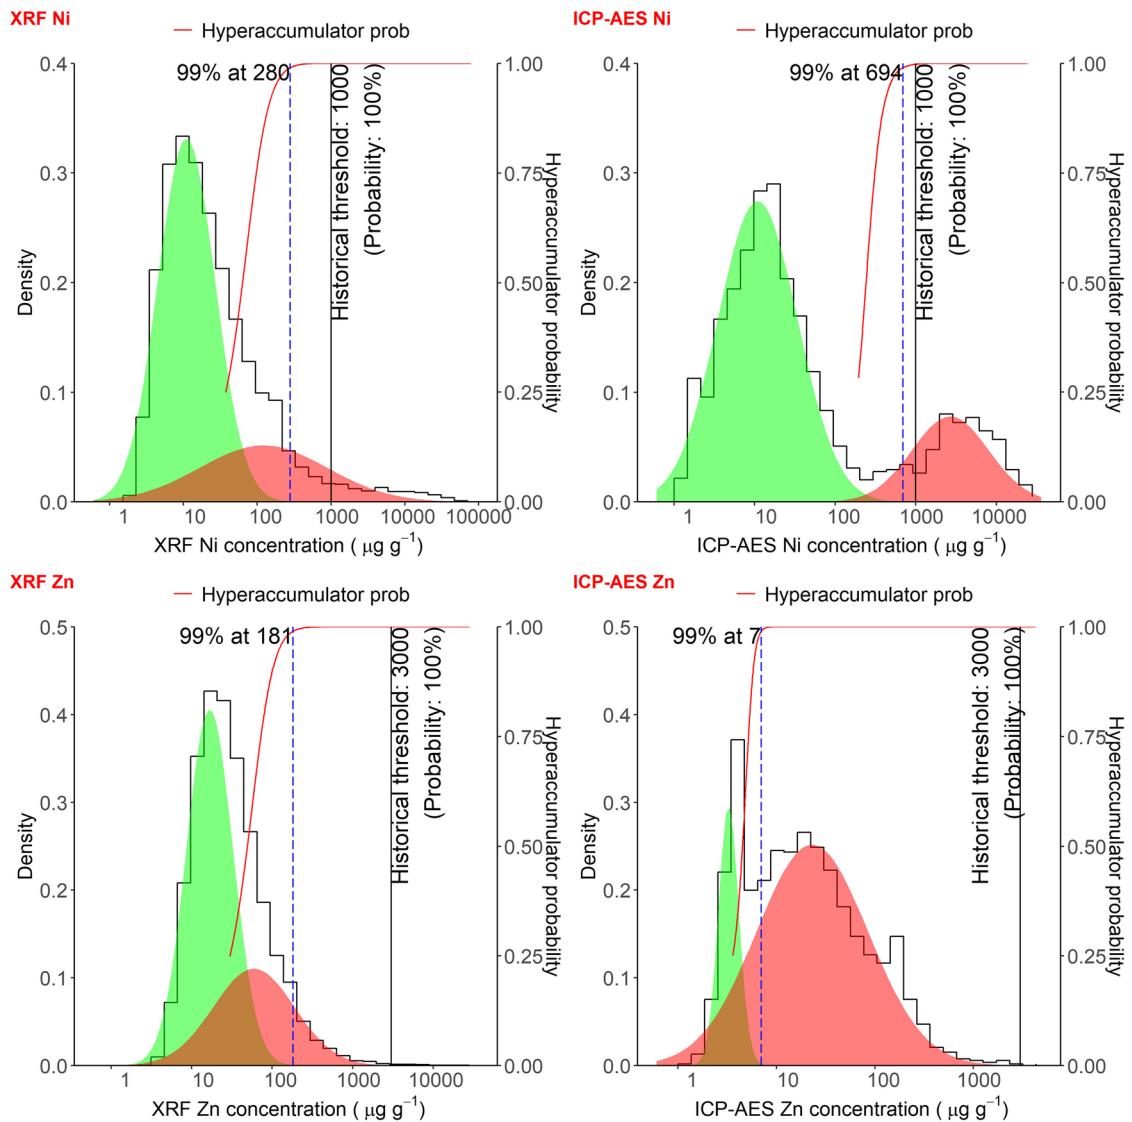 XRF Ni
Hyperaccumulator prob
99% at 280
Historical threshold: 1000
(Probability: 100%)
0.4
0.3
0.2
0.1
0.0
Density
1.00
0.75
0.50
0.25
0.00
Hyperaccumulator probability
1 10 100 1000 10000 100000
XRF Ni concentration ( µg g⁻¹)
ICP-AES Ni
Hyperaccumulator prob
99% at 694
Historical threshold: 1000
(Probability: 100%)
0.4
0.3
0.2
0.1
0.0
Density
1.00
0.75
0.50
0.25
0.00
Hyperaccumulator probability
1 10 100 1000 10000
ICP-AES Ni concentration ( µg g⁻¹)
XRF Zn
Hyperaccumulator prob
99% at 181
Historical threshold: 3000
(Probability: 100%)
0.5
0.4
0.3
0.2
0.1
0.0
Density
1.00
0.75
0.50
0.25
0.00
Hyperaccumulator probability
1 10 100 1000 10000
XRF Zn concentration ( µg g⁻¹)
ICP-AES Zn
Hyperaccumulator prob
99% at 7
Historical threshold: 3000
(Probability: 100%)
0.5
0.4
0.3
0.2
0.1
0.0
Density
1.00
0.75
0.50
0.25
0.00
Hyperaccumulator probability
1 10 100 1000
ICP-AES Zn concentration ( µg g⁻¹)